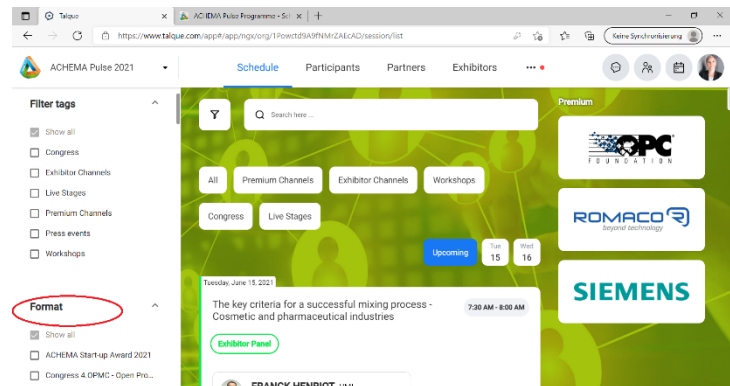 Talque
ACHEMA Pulse Programme - Sch
https://www.talque.com/app#/app/ngx/org/1Powctd9A9fNMrZAEcAD/session/list
Keine Synchronisierung
ACHEMA Pulse 2021
Schedule Participants Partners Exhibitors
Filter tags
Show all
Congress
Exhibitor Channels
Live Stages
Premium Channels
Press events
Workshops
Format
Show all
ACHEMA Start-up Award 2021
Congress 4.OPMC - Open Pro...
Search here ...
All Premium Channels Exhibitor Channels Workshops
Congress Live Stages
Upcoming Tue 15 Wed 16
Tuesday, June 15, 2021
The key criteria for a successful mixing process - 7:30 AM - 8:00 AM
Cosmetic and pharmaceutical industries
Exhibitor Panel
FRANCK HENRIOT
Premium
OPC
FOUNDATION
ROMACO
beyond technology
SIEMENS